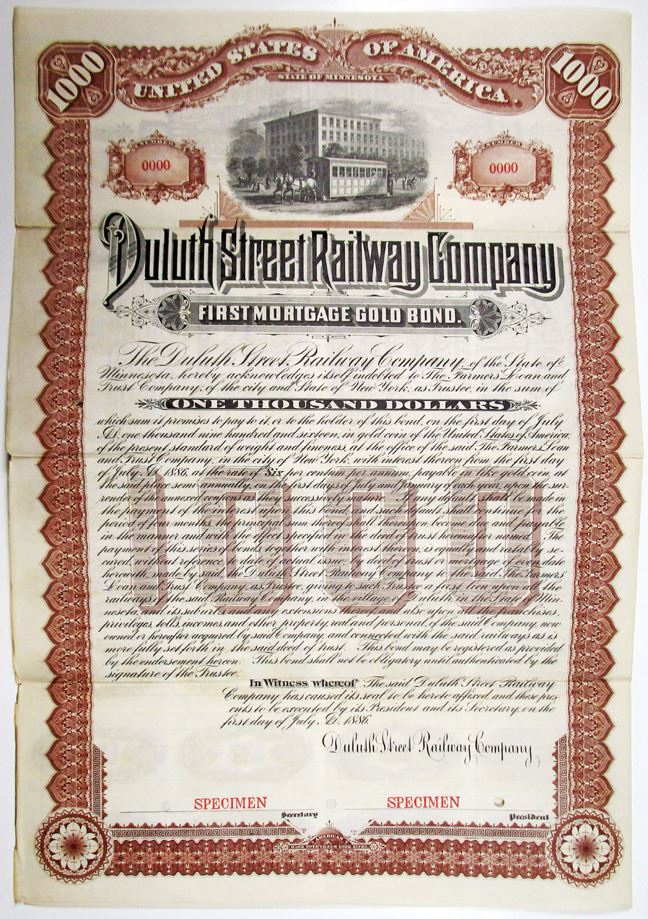 1000
UNITED STATES OF AMERICA.
1000
STATE OF MINNESOTA
NUMBER
0000
NUMBER
0000
Duluth Street Railway Company
FIRST MORTGAGE GOLD BOND.
The Duluth Street Railway Company, of the State of
Minnesota, hereby acknowledges itself indebted to The Farmers' Loan and
Trust Company, of the city and State of New York, as Trustee, in the sum of
ONE THOUSAND DOLLARS
which sum it promises to pay to it, or to the holder of this bond, on the first day of July
A.D. one thousand nine hundred and sixteen, in gold coin of the United States of America,
of the present standard of weight and fineness, at the office of the said The Farmers' Loan
and Trust Company, in the city of New York, with interest thereon from the first day
of July A.D. 1886, at the rate of SIX per centum per annum, payable in like gold coin, at
the said place semi-annually, on the first days of July and January of each year, upon the sur-
render of the annexed coupons, as they successively mature. If any default shall be made in
the payment of the interest upon this bond, and such default shall be continued for the
period of ten months, the principal sum thereof shall thereupon become due and payable
in the manner and with the effect specified in the deed of trust hereinafter named. The
payment of this series of bonds, together with interest thereon, is equally and ratably se-
cured, without reference to date of actual issue, by a deed of trust or mortgage of even date
herewith, made by said, The Duluth Street Railway Company to the said The Farmers'
Loan and Trust Company, as Trustee, giving to such Trustee a first lien upon all the
railways of the said Railway Company, in the city of Duluth, in the State of Min-
nesota, and its suburbs, and any extensions thereof, and also upon all the franchises,
privileges, tolls, incomes and other property, real and personal, of the said Company, now
owned or hereafter acquired by said Company, and connected with the said railways as is
more fully set forth in the said deed of trust. This bond may be registered as provided
by the endorsement hereon. This bond shall not be obligatory until authenticated by the
signature of the Trustee.
1000
In Witness whereof The said Duluth Street Railway
Company has caused its seal to be hereto affixed, and these pres-
ents to be executed by its President and its Secretary, on the
first day of July A.D. 1886.
Duluth Street Railway Company,
SPECIMEN
Secretary
SPECIMEN
President